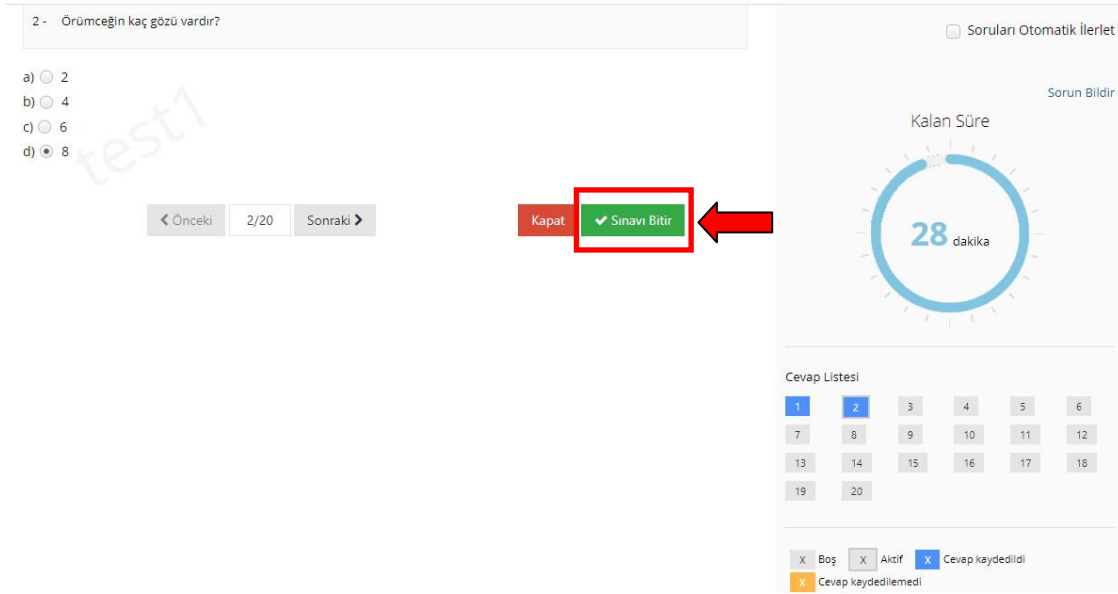 2 - Örümceğin kaç gözü vardır?
a) 2
b) 4
c) 6
d) 8
test1
Önceki 2/20 Sonraki Kapat Sınavı Bitir
Soruları Otomatik İlerlet
Sorun Bildir
Kalan Süre
28 dakika
Cevap Listesi
1 2 3 4 5 6
7 8 9 10 11 12
13 14 15 16 17 18
19 20
X Boş X Aktif X Cevap kaydedildi
X Cevap kaydedilemedi